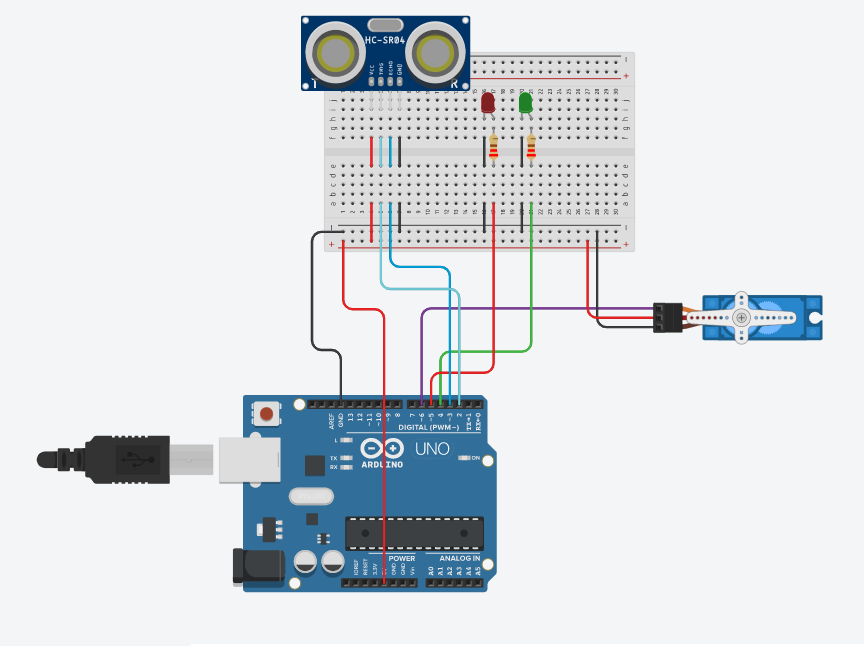 HC-SR04
VCC
TRIG
ECHO
GND
T R
- -
+ +
j j
i i
h h
g g
f f
e e
d d
c c
b b
a a
- -
+ +
AREF
GND
13
12
~11
~10
~9
8
7
~6
~5
4
~3
2
TX→1
RX←0
DIGITAL (PWM~)
L
TX
RX
ARDUINO
UNO
ON
POWER
ANALOG IN
IOREF
RESET
3.3V
GND
GND
Vin
A0
A1
A2
A3
A4
A5